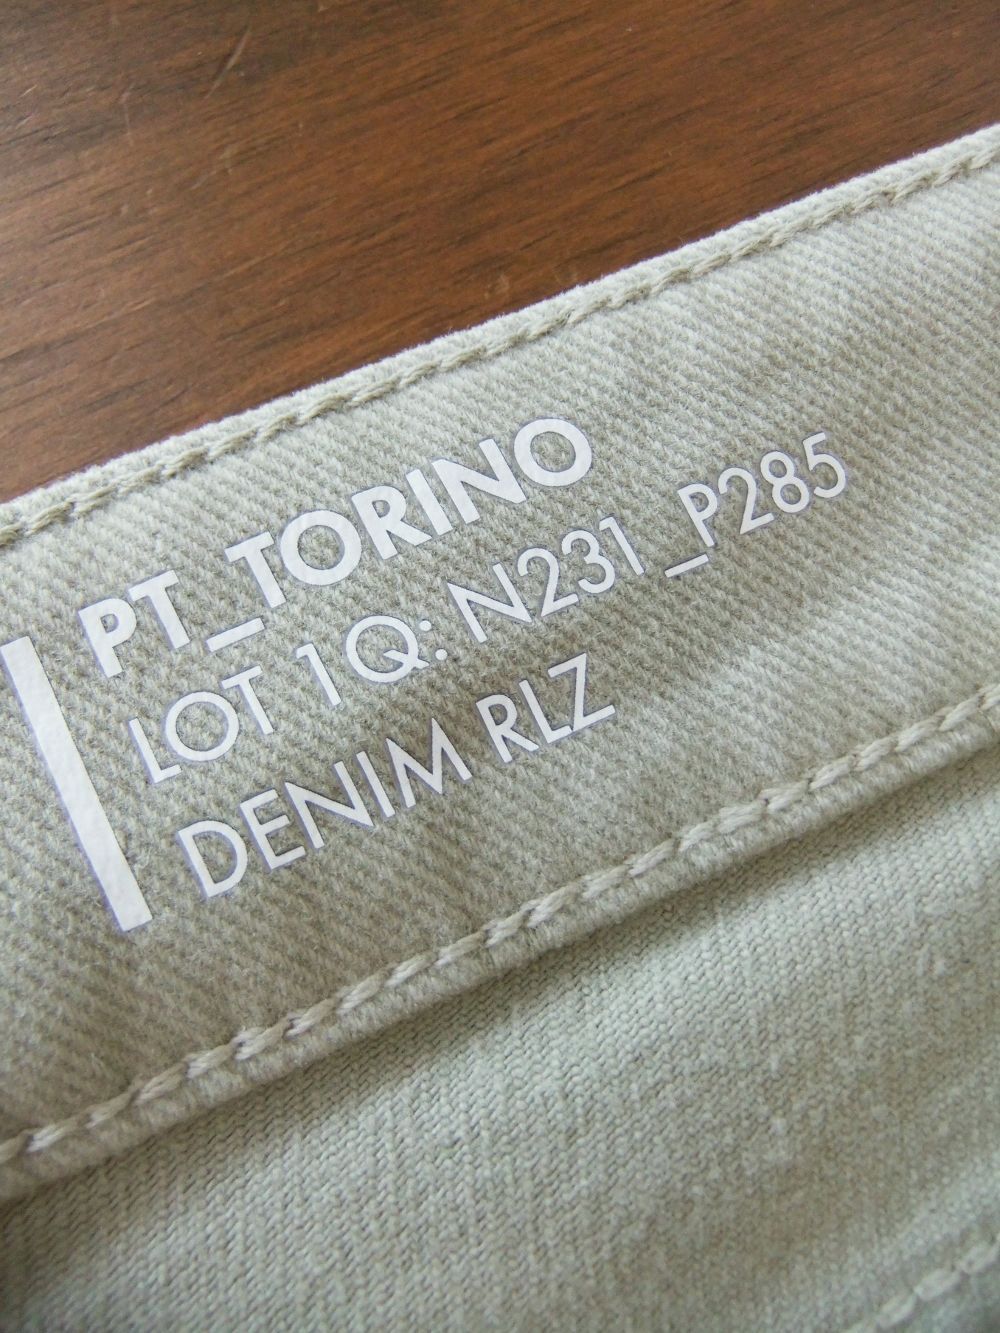 PT_TORINO
LOT 1Q: N231_P285
DENIM RLZ